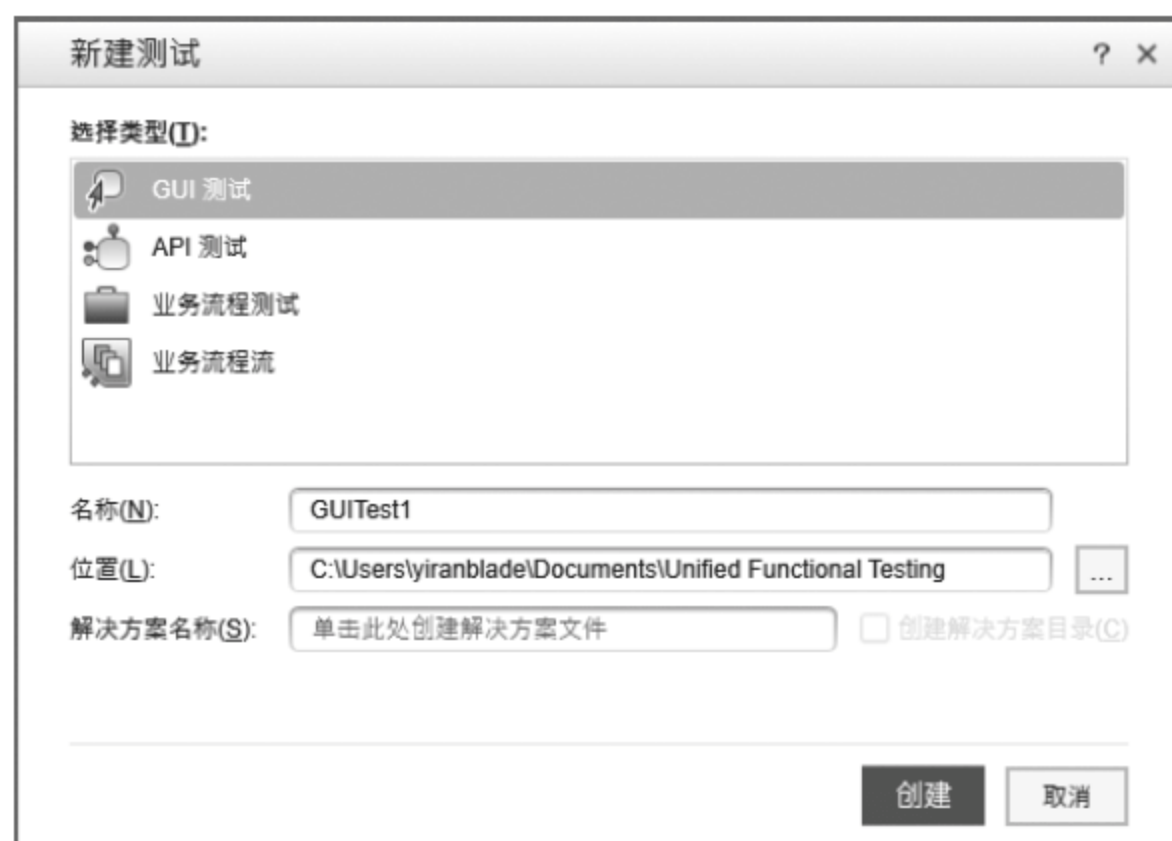 新建测试 ? ×
选择类型(T):
GUI 测试
API 测试
业务流程测试
业务流程流
名称(N): GUITest1
位置(L): C:\Users\yiranblade\Documents\Unified Functional Testing ...
解决方案名称(S): 单击此处创建解决方案文件 创建解决方案目录(C)
创建 取消